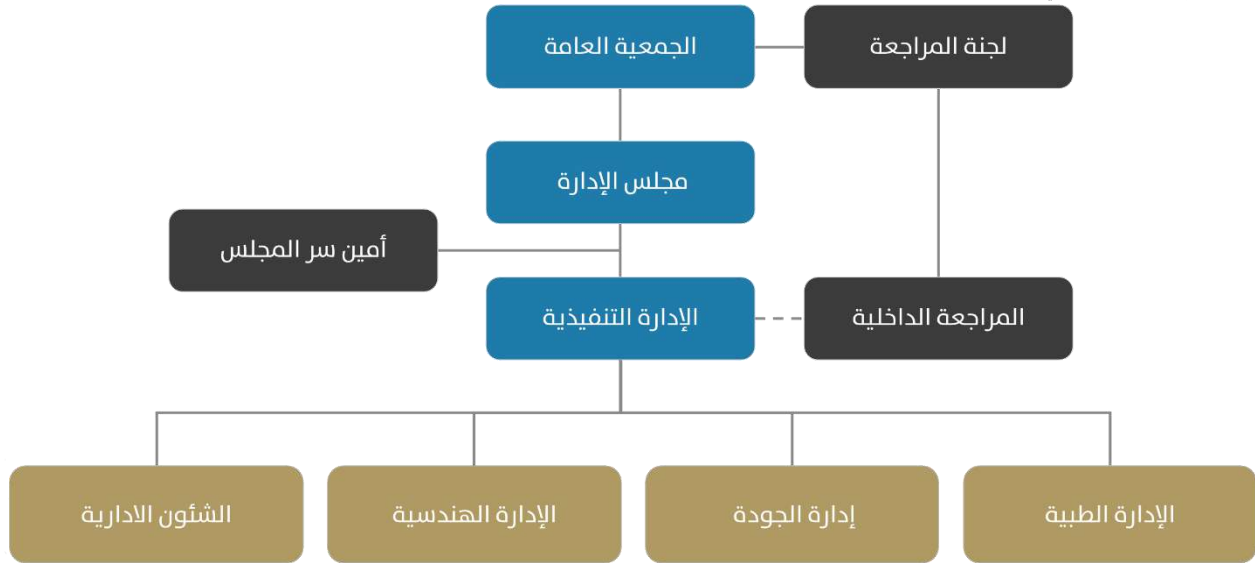 لجنة المراجعة
الجمعية العامة
مجلس الإدارة
أمين سر المجلس
المراجعة الداخلية
الإدارة التنفيذية
الإدارة الطبية
إدارة الجودة
الإدارة الهندسية
الشئون الادارية